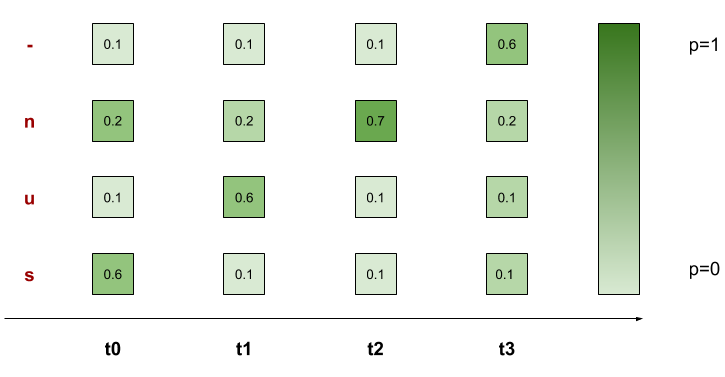 - 0.1 0.1 0.1 0.6 p=1
n 0.2 0.2 0.7 0.2
u 0.1 0.6 0.1 0.1
s 0.6 0.1 0.1 0.1 p=0
t0 t1 t2 t3